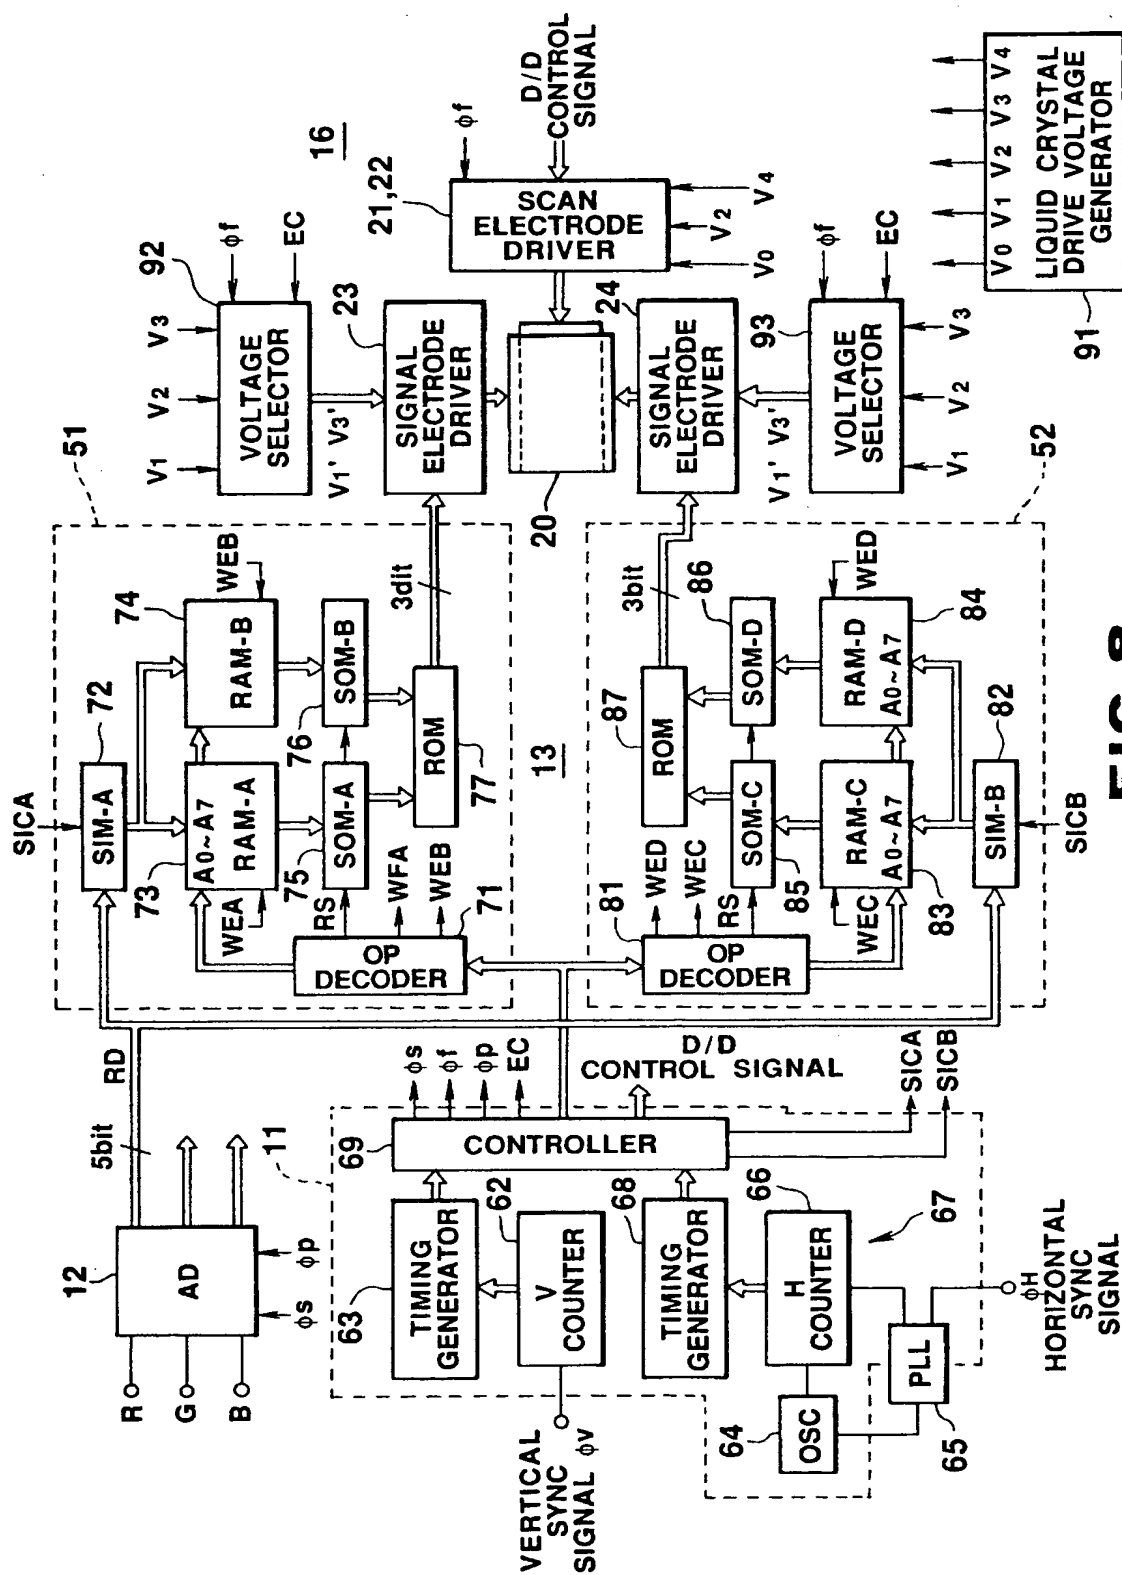 R
G
B
12
AD
φs
φp
5bit
RD
VERTICAL
SYNC
SIGNAL φV
11
63
TIMING
GENERATOR
62
V
COUNTER
68
TIMING
GENERATOR
66
H
COUNTER
67
64
OSC
65
PLL
φH
HORIZONTAL
SYNC
SIGNAL
69
CONTROLLER
φs
φf
φp
EC
D/D
CONTROL SIGNAL
SICA
SICB
51
SICA
72
SIM-A
73
A0~A7
RAM-A
WEA
74
RAM-B
WEB
75
SOM-A
RS
76
SOM-B
77
ROM
3dit
71
OP
DECODER
WFA
WEB
13
52
81
OP
DECODER
WED
WEC
RS
87
ROM
3bit
85
SOM-C
86
SOM-D
83
RAM-C
A0~A7
WEC
84
RAM-D
A0~A7
WED
82
SIM-B
SICB
92
V1
V2
V3
VOLTAGE
SELECTOR
φf
EC
V1' V3'
23
SIGNAL
ELECTRODE
DRIVER
20
24
SIGNAL
ELECTRODE
DRIVER
V1' V3'
93
VOLTAGE
SELECTOR
φf
EC
V1
V2
V3
16
21,22
SCAN
ELECTRODE
DRIVER
φf
D/D
CONTROL
SIGNAL
V0
V2
V4
91
V0 V1 V2 V3 V4
LIQUID CRYSTAL
DRIVE VOLTAGE
GENERATOR